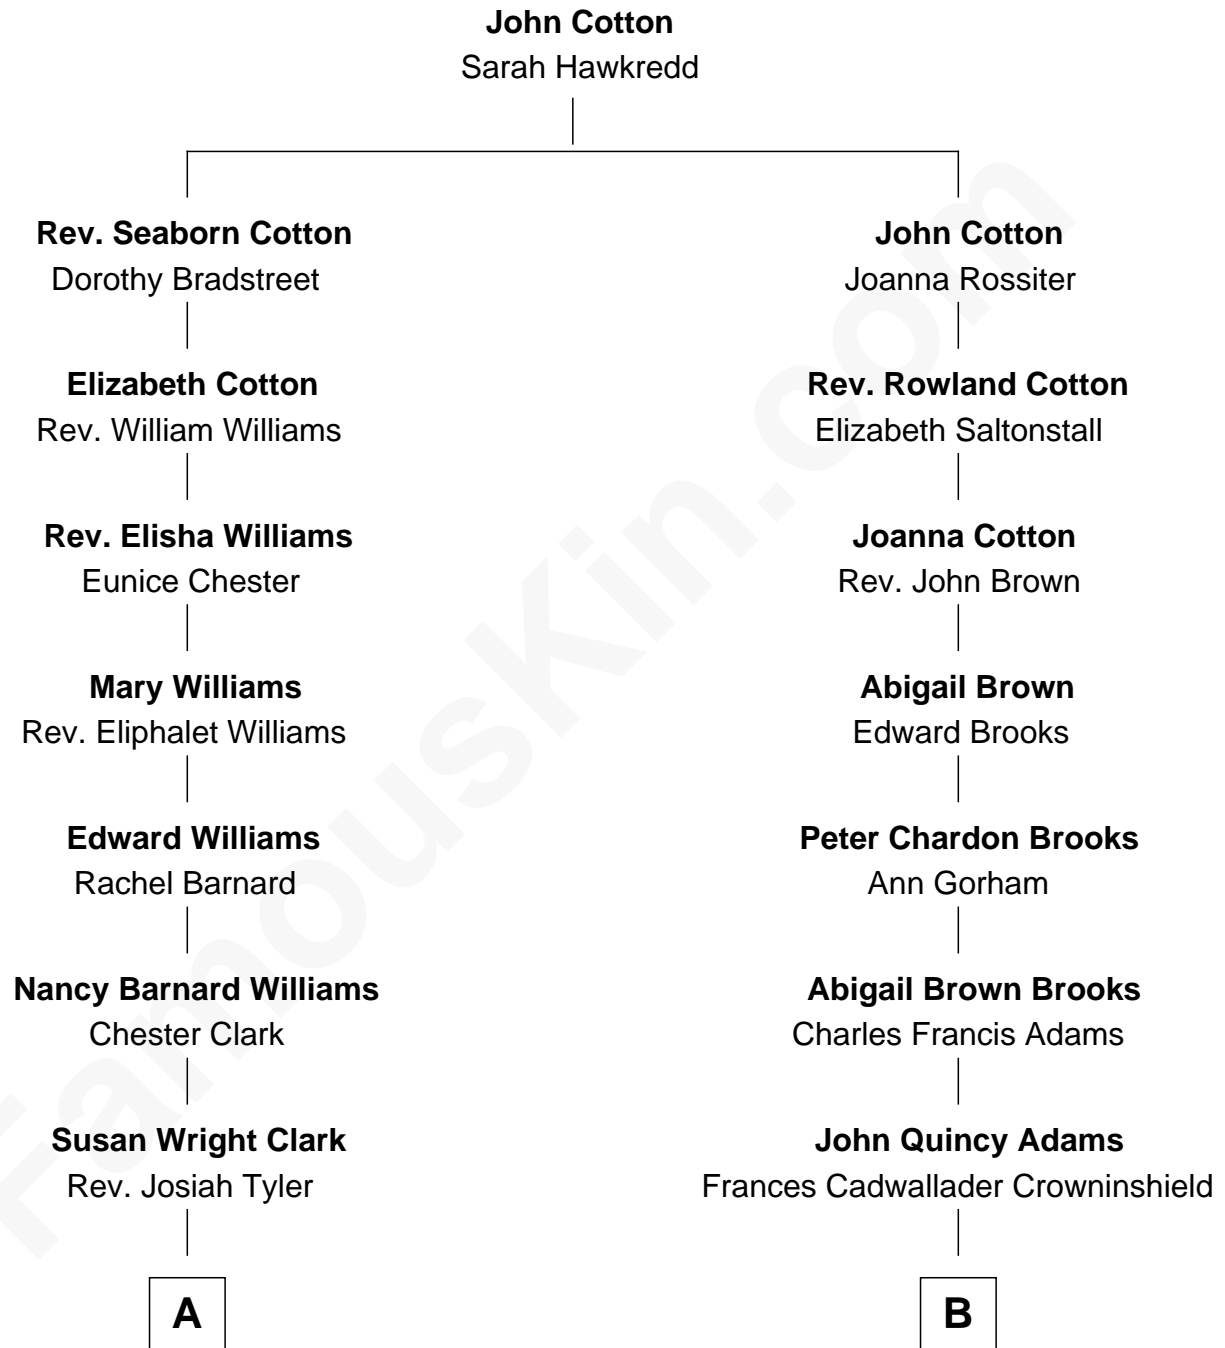 John Cotton
Sarah Hawkredd
Rev. Seaborn Cotton
Dorothy Bradstreet
Elizabeth Cotton
Rev. William Williams
Rev. Elisha Williams
Eunice Chester
Mary Williams
Rev. Eliphalet Williams
Edward Williams
Rachel Barnard
Nancy Barnard Williams
Chester Clark
Susan Wright Clark
Rev. Josiah Tyler
A
John Cotton
Joanna Rossiter
Rev. Rowland Cotton
Elizabeth Saltonstall
Joanna Cotton
Rev. John Brown
Abigail Brown
Edward Brooks
Peter Chardon Brooks
Ann Gorham
Abigail Brown Brooks
Charles Francis Adams
John Quincy Adams
Frances Cadwallader Crowninshield
B
FamousKin.com